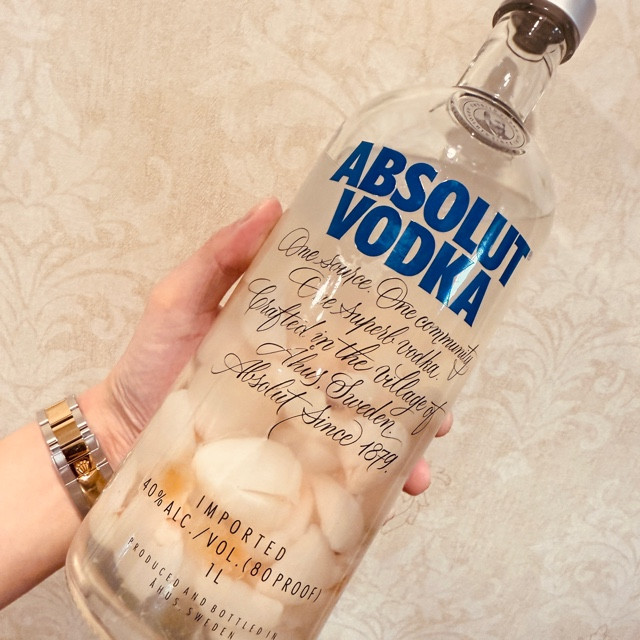 ABSOLUT
VODKA
One source. One community
One superb vodka.
Crafted in the village of
Åhus, Sweden.
Absolut Since 1879.
IMPORTED
40% ALC./VOL. (80 PROOF)
1 L
PRODUCED AND BOTTLED IN
ÅHUS, SWEDEN